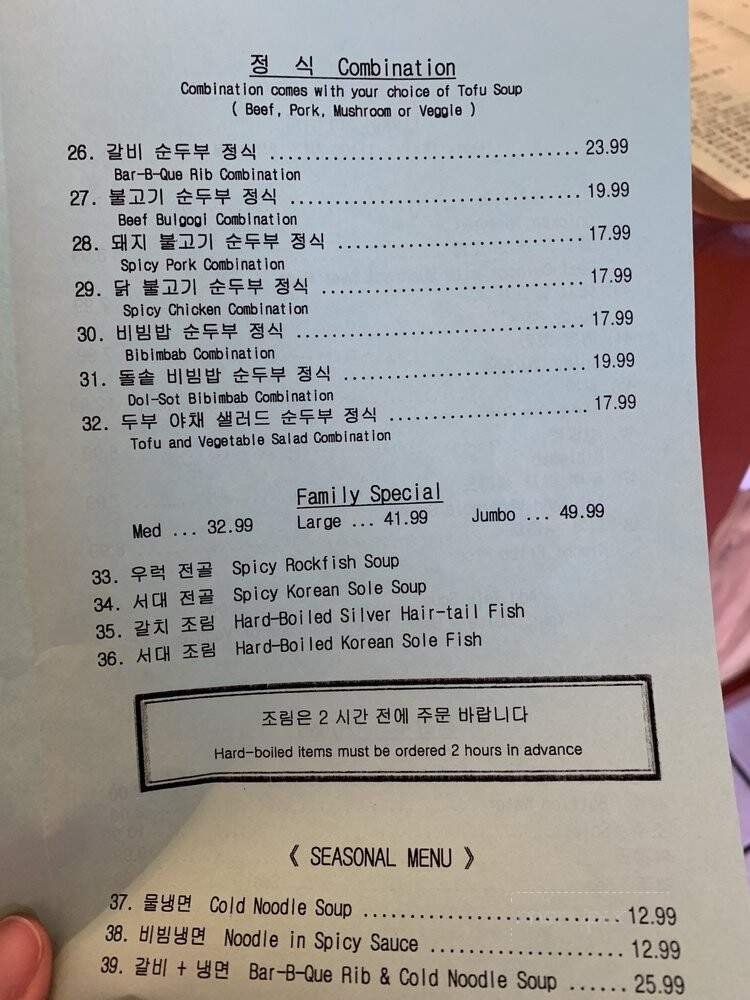 정 식 Combination
Combination comes with your choice of Tofu Soup
( Beef, Pork, Mushroom or Veggie )
26. 갈비 순두부 정식 ................................ 23.99
Bar-B-Que Rib Combination
27. 불고기 순두부 정식 .............................. 19.99
Beef Bulgogi Combination
28. 돼지 불고기 순두부 정식 ......................... 17.99
Spicy Pork Combination
29. 닭 불고기 순두부 정식 ........................... 17.99
Spicy Chicken Combination
30. 비빔밥 순두부 정식 .............................. 17.99
Bibimbab Combination
31. 돌솥 비빔밥 순두부 정식 ......................... 19.99
Dol-Sot Bibimbab Combination
32. 두부 야채 샐러드 순두부 정식 .................... 17.99
Tofu and Vegetable Salad Combination
Family Special
Med ... 32.99 Large ... 41.99 Jumbo ... 49.99
33. 우럭 전골 Spicy Rockfish Soup
34. 서대 전골 Spicy Korean Sole Soup
35. 갈치 조림 Hard-Boiled Silver Hair-tail Fish
36. 서대 조림 Hard-Boiled Korean Sole Fish
조림은 2 시간 전에 주문 바랍니다
Hard-boiled items must be ordered 2 hours in advance
《 SEASONAL MENU 》
37. 물냉면 Cold Noodle Soup .......................... 12.99
38. 비빔냉면 Noodle in Spicy Sauce .................... 12.99
39. 갈비 + 냉면 Bar-B-Que Rib & Cold Noodle Soup ...... 25.99